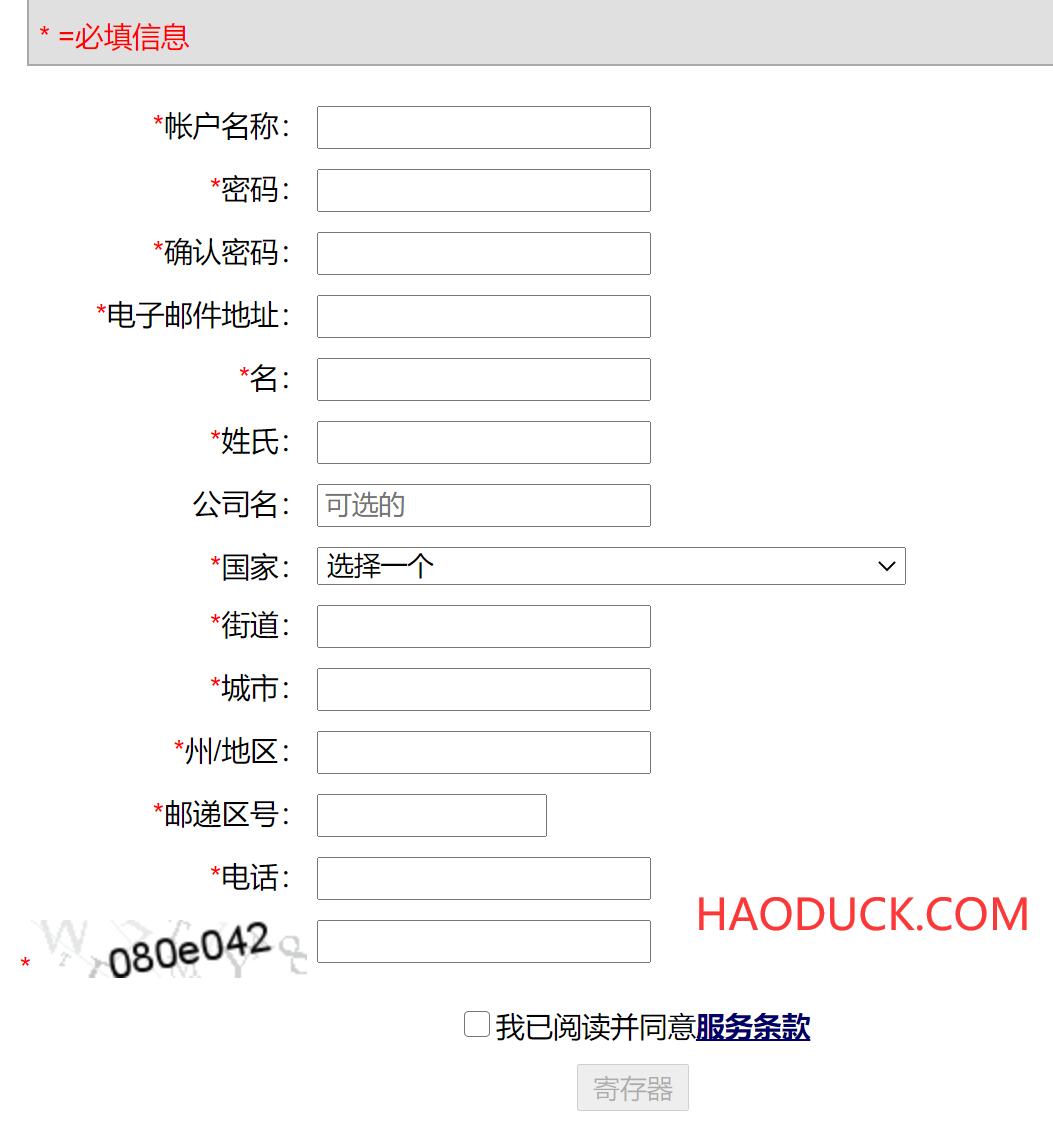 * =必填信息
*帐户名称：
*密码：
*确认密码：
*电子邮件地址：
*名：
*姓氏：
公司名： 可选的
*国家： 选择一个
*街道：
*城市：
*州/地区：
*邮递区号：
*电话：
HAODUCK.COM
* 080e042
我已阅读并同意服务条款
寄存器